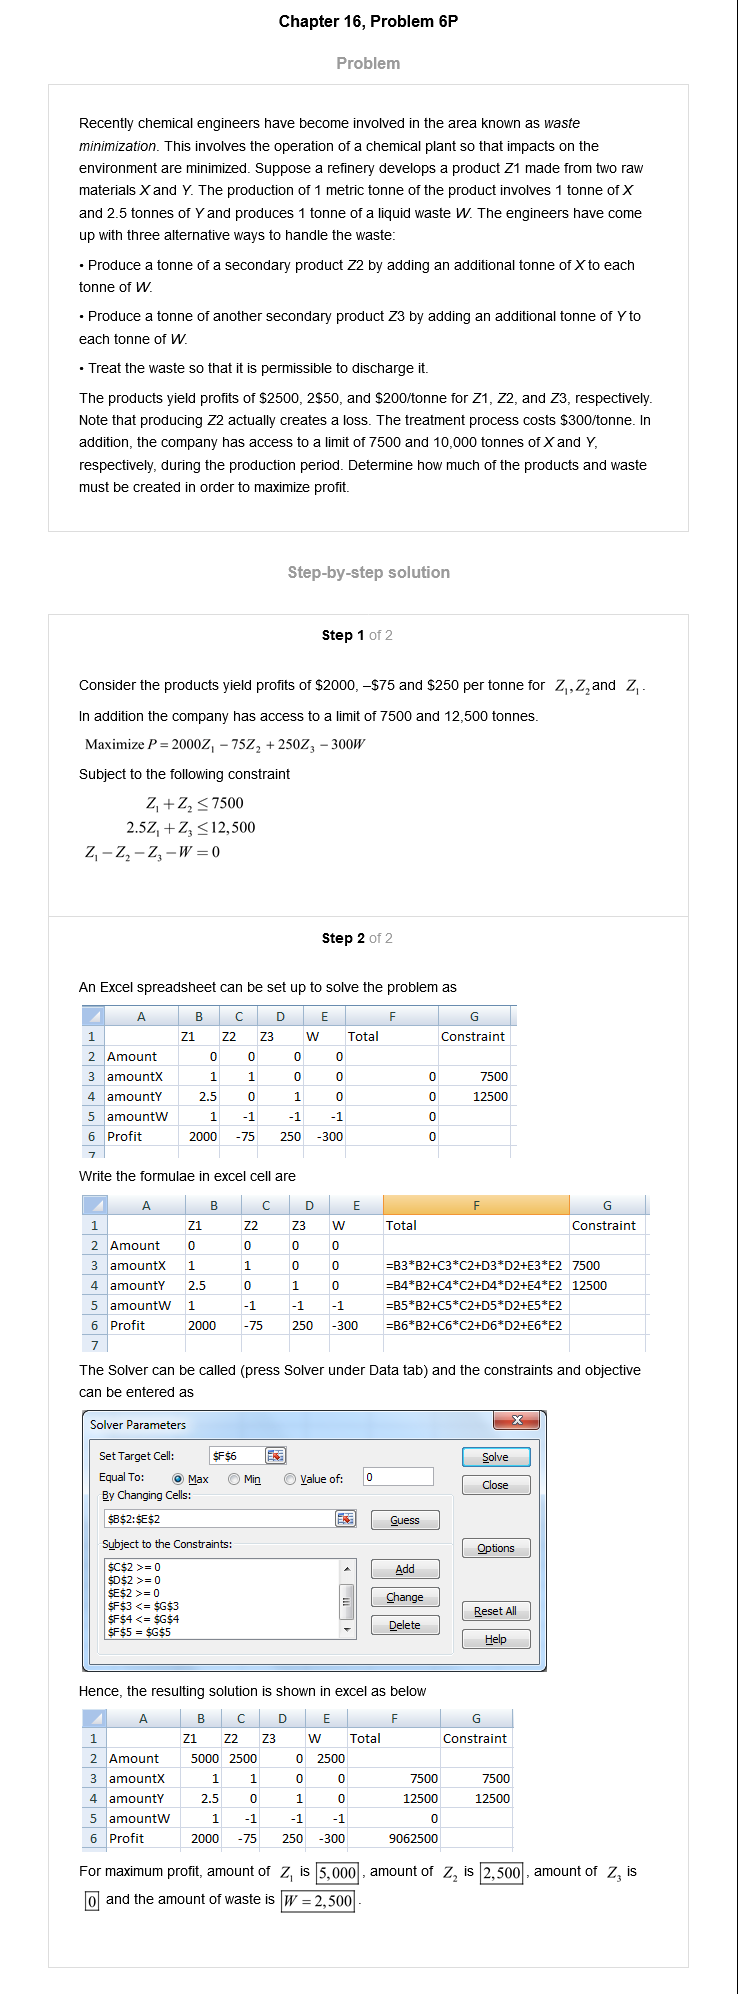 Chapter 16, Problem 6P
Problem
Recently chemical engineers have become involved in the area known as waste
minimization. This involves the operation of a chemical plant so that impacts on the
environment are minimized. Suppose a refinery develops a product Z1 made from two raw
materials X and Y. The production of 1 metric tonne of the product involves 1 tonne of X
and 2.5 tonnes of Y and produces 1 tonne of a liquid waste W. The engineers have come
up with three alternative ways to handle the waste:
• Produce a tonne of a secondary product Z2 by adding an additional tonne of X to each
tonne of W.
• Produce a tonne of another secondary product Z3 by adding an additional tonne of Y to
each tonne of W.
• Treat the waste so that it is permissible to discharge it.
The products yield profits of $2500, 2$50, and $200/tonne for Z1, Z2, and Z3, respectively.
Note that producing Z2 actually creates a loss. The treatment process costs $300/tonne. In
addition, the company has access to a limit of 7500 and 10,000 tonnes of X and Y,
respectively, during the production period. Determine how much of the products and waste
must be created in order to maximize profit.
Step-by-step solution
Step 1 of 2
Consider the products yield profits of $2000, –$75 and $250 per tonne for Z₁, Z₂ and Z₁.
In addition the company has access to a limit of 7500 and 12,500 tonnes.
Maximize P = 2000Z₁ − 75Z₂ + 250Z₃ − 300W
Subject to the following constraint
Z₁ + Z₂ ≤ 7500
2.5Z₁ + Z₃ ≤ 12,500
Z₁ − Z₂ − Z₃ − W = 0
Step 2 of 2
An Excel spreadsheet can be set up to solve the problem as
A B C D E F G
1 Z1 Z2 Z3 W Total Constraint
2 Amount 0 0 0 0
3 amountX 1 1 0 0 0 7500
4 amountY 2.5 0 1 0 0 12500
5 amountW 1 -1 -1 -1 0
6 Profit 2000 -75 250 -300 0
7
Write the formulae in excel cell are
A B C D E F G
1 Z1 Z2 Z3 W Total Constraint
2 Amount 0 0 0 0
3 amountX 1 1 0 0 =B3*B2+C3*C2+D3*D2+E3*E2 7500
4 amountY 2.5 0 1 0 =B4*B2+C4*C2+D4*D2+E4*E2 12500
5 amountW 1 -1 -1 -1 =B5*B2+C5*C2+D5*D2+E5*E2
6 Profit 2000 -75 250 -300 =B6*B2+C6*C2+D6*D2+E6*E2
7
The Solver can be called (press Solver under Data tab) and the constraints and objective
can be entered as
Solver Parameters
Set Target Cell: $F$6 Solve
Equal To: Max Min Value of: 0 Close
By Changing Cells:
$B$2:$E$2 Guess
Subject to the Constraints: Options
$C$2 >= 0 Add
$D$2 >= 0
$E$2 >= 0 Change
$F$3 <= $G$3 Reset All
$F$4 <= $G$4 Delete
$F$5 = $G$5 Help
Hence, the resulting solution is shown in excel as below
A B C D E F G
1 Z1 Z2 Z3 W Total Constraint
2 Amount 5000 2500 0 2500
3 amountX 1 1 0 0 7500 7500
4 amountY 2.5 0 1 0 12500 12500
5 amountW 1 -1 -1 -1 0
6 Profit 2000 -75 250 -300 9062500
For maximum profit, amount of Z₁ is 5,000, amount of Z₂ is 2,500, amount of Z₃ is
0 and the amount of waste is W = 2,500.